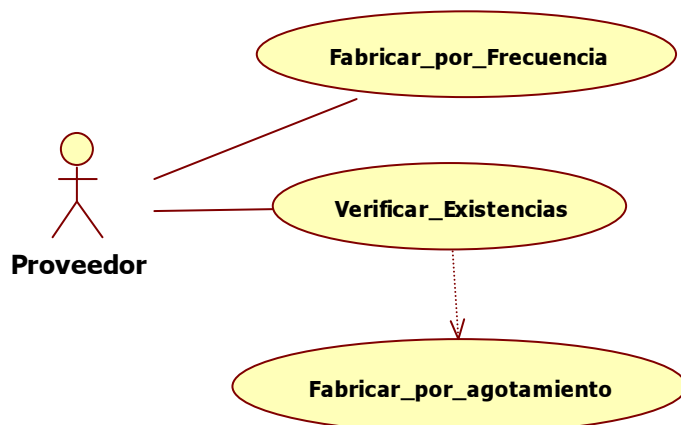 Fabricar_por_Frecuencia
Verificar_Existencias
Proveedor
Fabricar_por_agotamiento